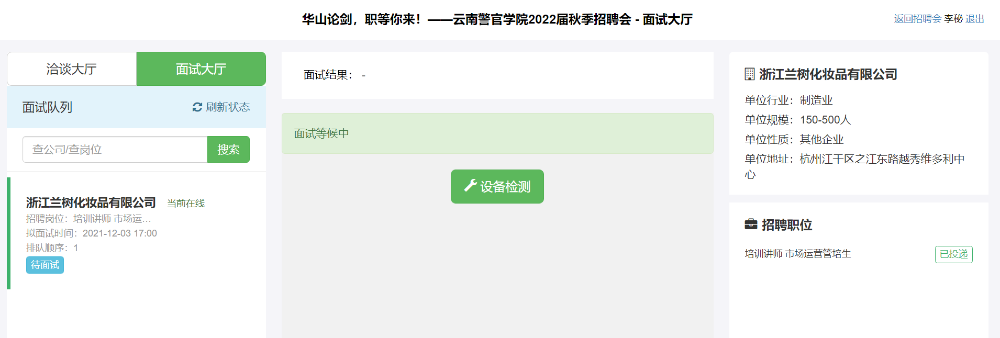 华山论剑，职等你来！——云南警官学院2022届秋季招聘会 - 面试大厅
返回招聘会 李秘 退出
洽谈大厅
面试大厅
面试队列
刷新状态
查公司/查岗位
搜索
浙江兰树化妆品有限公司 当前在线
招聘岗位：培训讲师 市场运...
拟面试时间：2021-12-03 17:00
排队顺序：1
待面试
面试结果： -
面试等候中
设备检测
浙江兰树化妆品有限公司
单位行业：制造业
单位规模：150-500人
单位性质：其他企业
单位地址：杭州江干区之江东路越秀维多利中
心
招聘职位
培训讲师 市场运营管培生
已投递